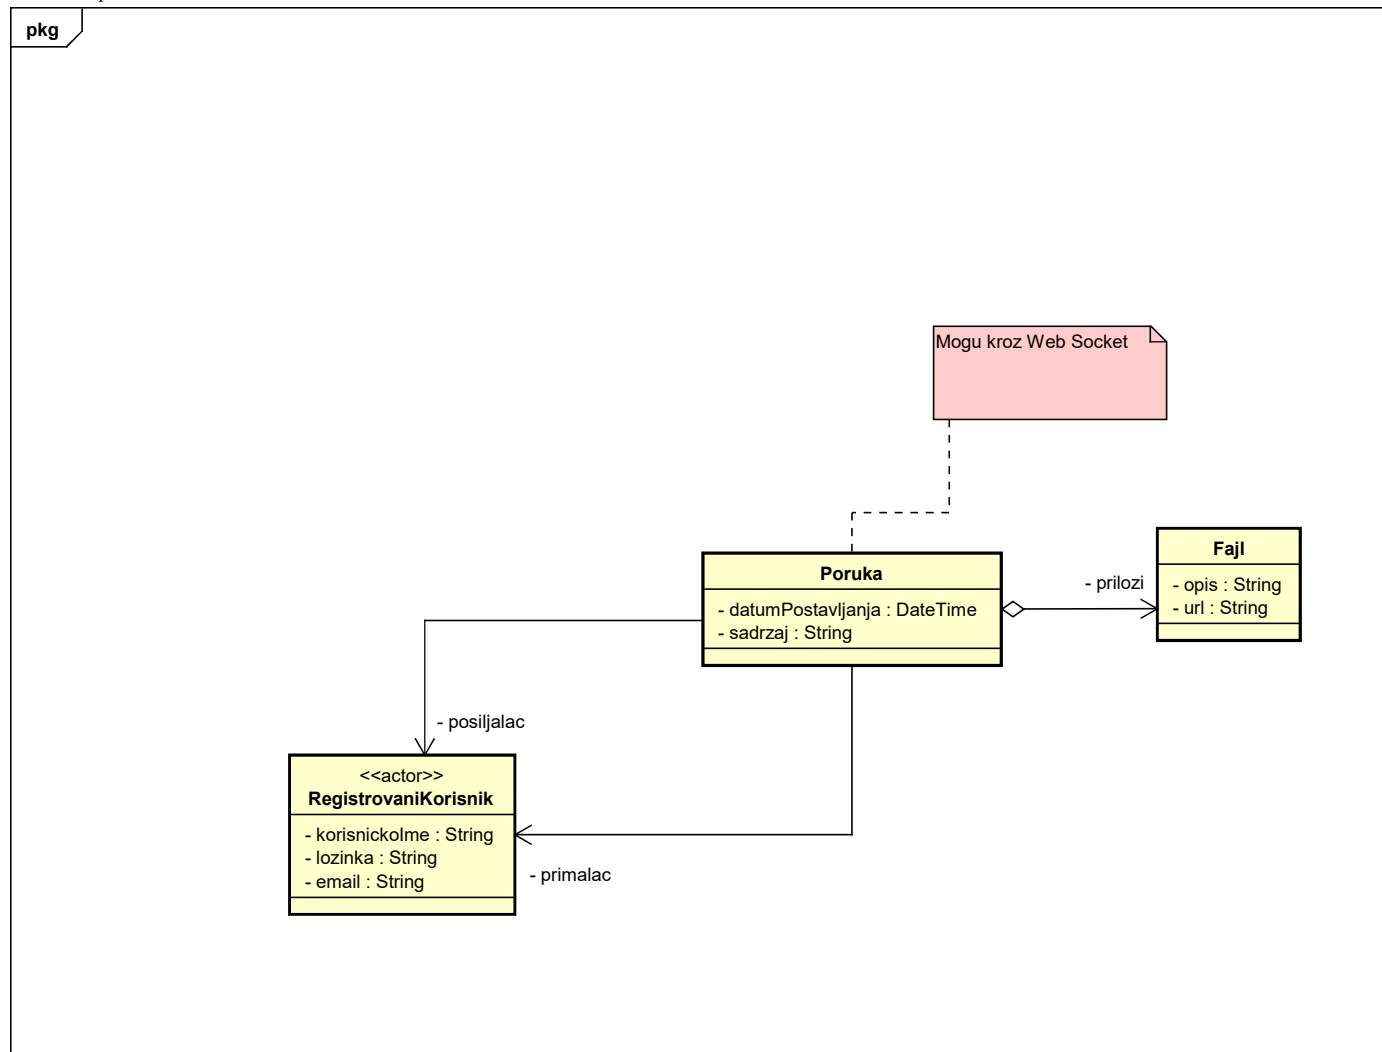 pkg
Mogu kroz Web Socket
Poruka
- datumPostavljanja : DateTime
- sadrzaj : String
- prilozi
Fajl
- opis : String
- url : String
- posiljalac
<<actor>>
RegistrovaniKorisnik
- korisnickoIme : String
- lozinka : String
- email : String
- primalac